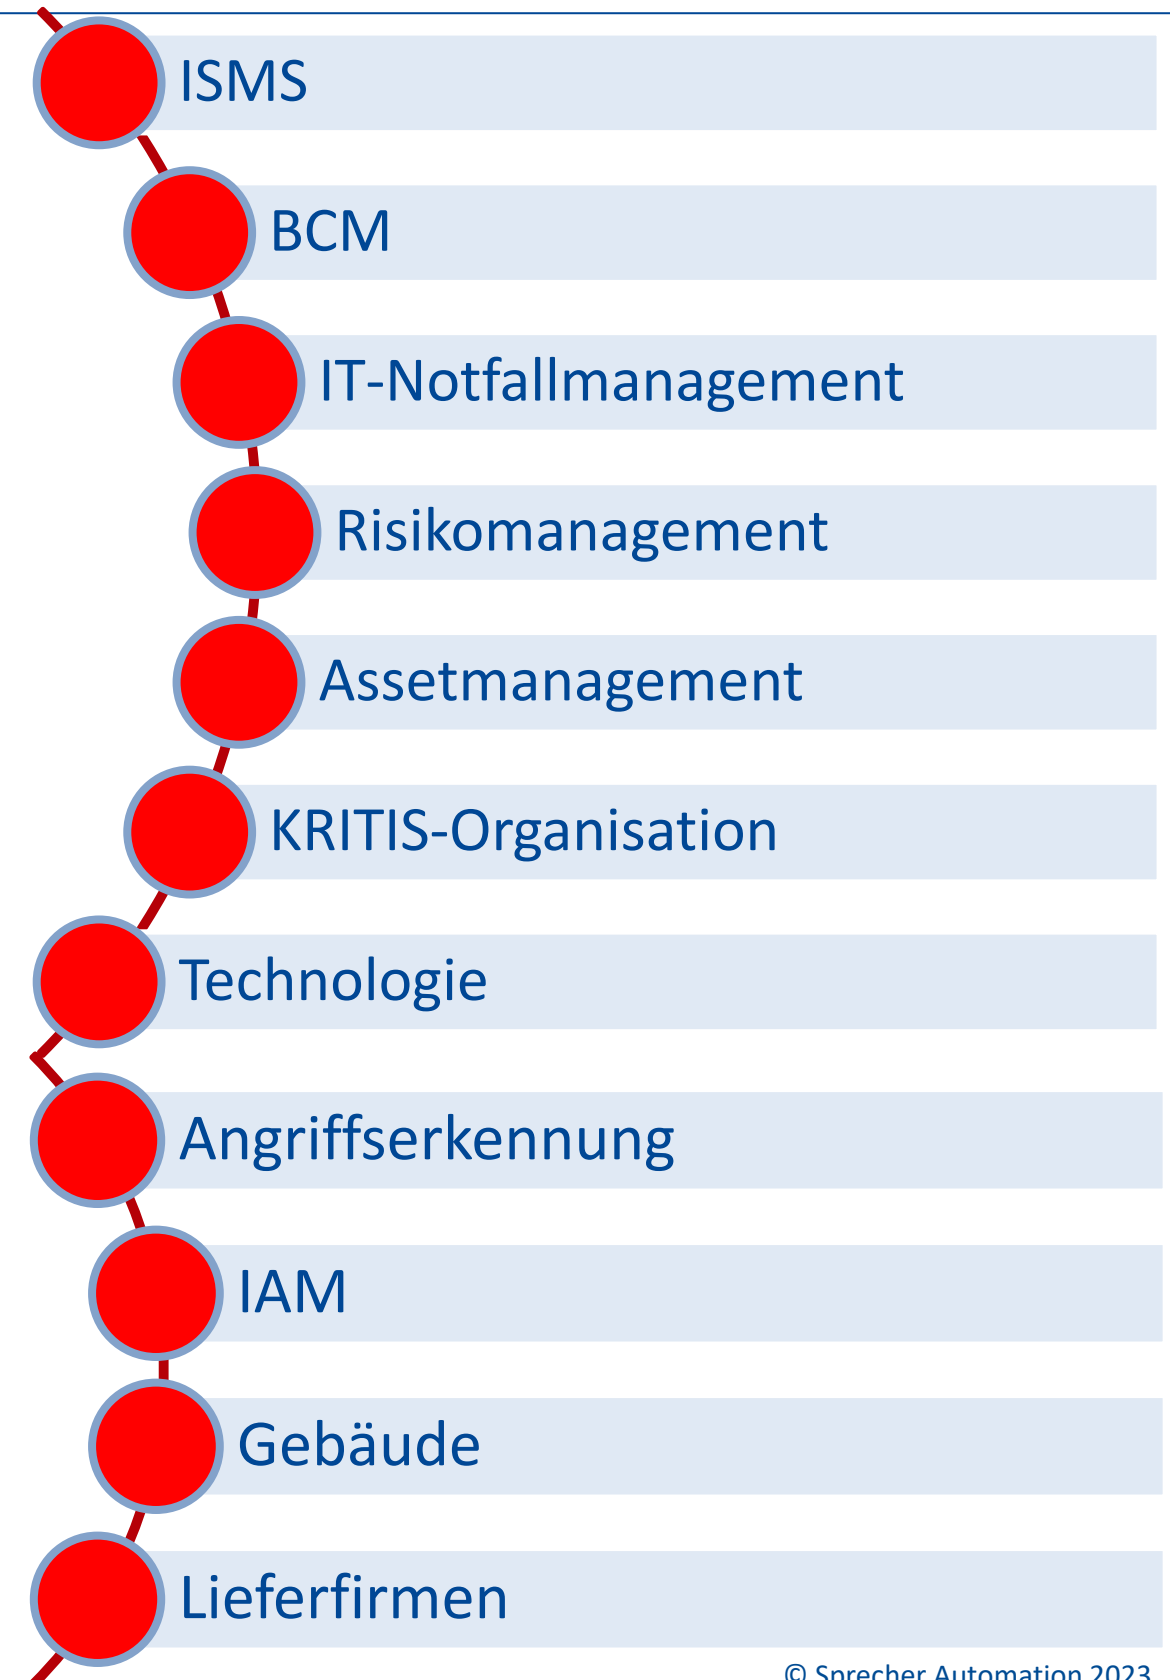 ISMS
BCM
IT-Notfallmanagement
Risikomanagement
Assetmanagement
KRITIS-Organisation
Technologie
Angriffserkennung
IAM
Gebäude
Lieferfirmen
© Sprecher Automation 2023